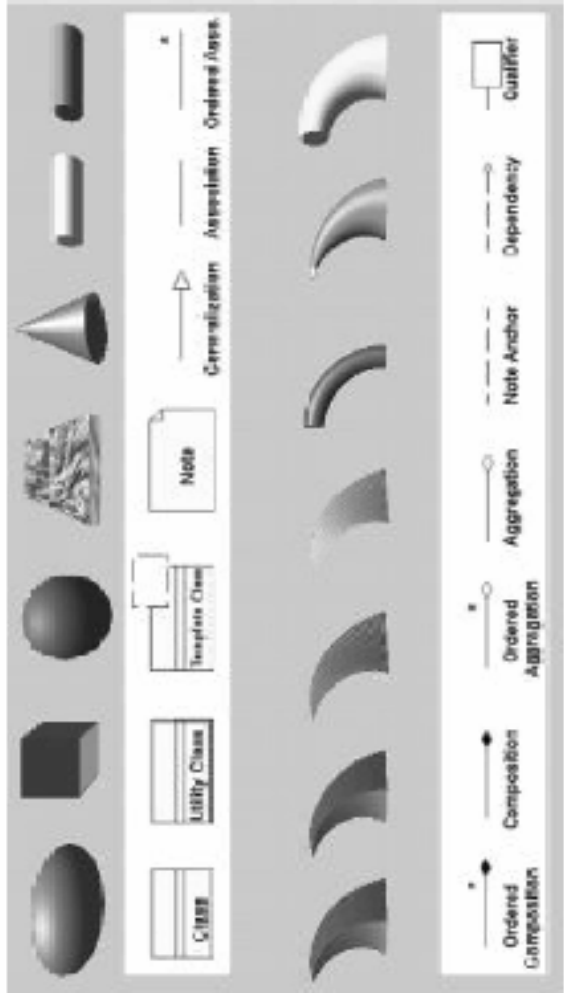 Class
Utility Class
Template Class
Note
Generalization
Association
Ordered Assn.
*
Ordered
Composition
*
Composition
Ordered
Aggregation
*
Aggregation
Note Anchor
Dependency
Qualifier